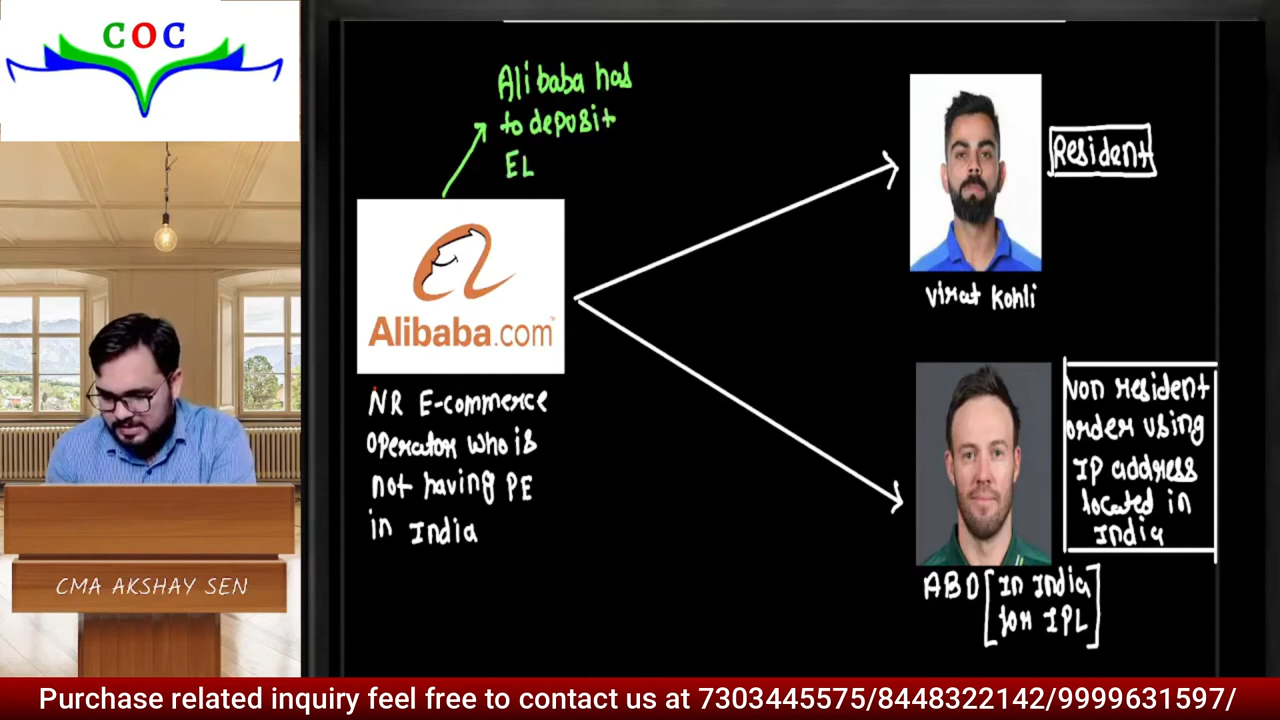 COC
Alibaba has
to deposit
EL
Resident
Alibaba.com
Virat Kohli
NR E-commerce
operator who is
not having PE
in India
Non resident
order using
IP address
located in
India
ABD [In India
for IPL]
CMA AKSHAY SEN
Purchase related inquiry feel free to contact us at 7303445575/8448322142/9999631597/